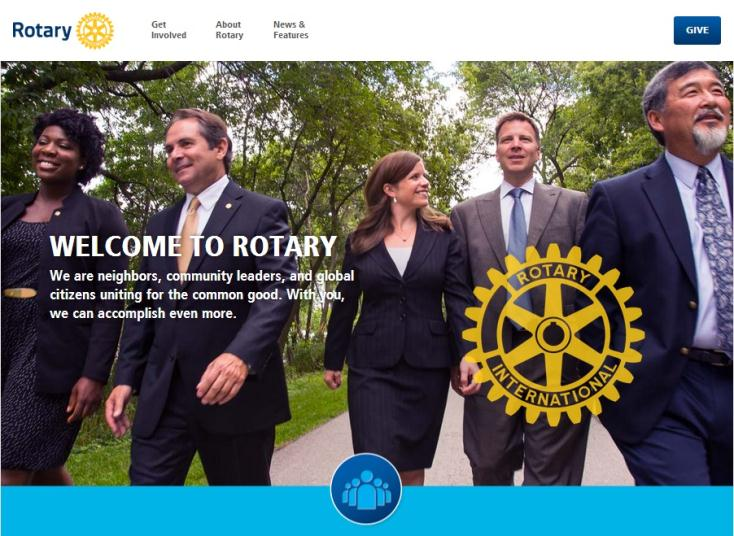 Rotary
Get
Involved
About
Rotary
News &
Features
GIVE
WELCOME TO ROTARY
We are neighbors, community leaders, and global
citizens uniting for the common good. With you,
we can accomplish even more.
ROTARY
INTERNATIONAL